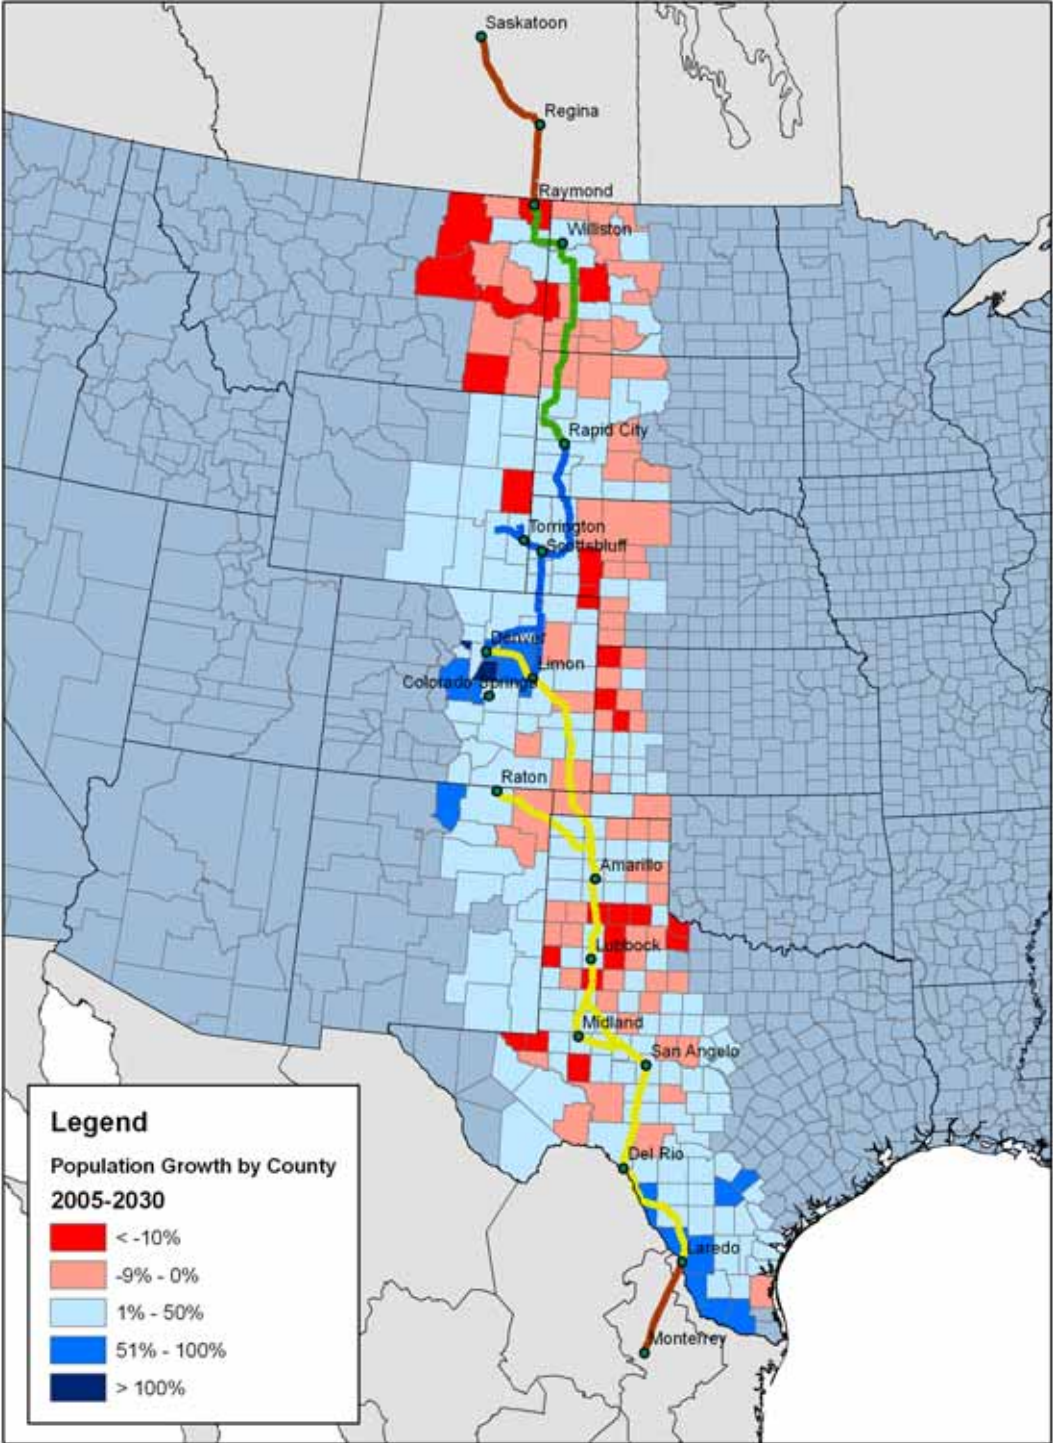 Saskatoon
Regina
Raymond
Williston
Rapid City
Torrington
Scottsbluff
Denver
Limon
Colorado Springs
Raton
Amarillo
Lubbock
Midland
San Angelo
Del Rio
Laredo
Monterrey
Legend
Population Growth by County
2005-2030
< -10%
-9% - 0%
1% - 50%
51% - 100%
> 100%